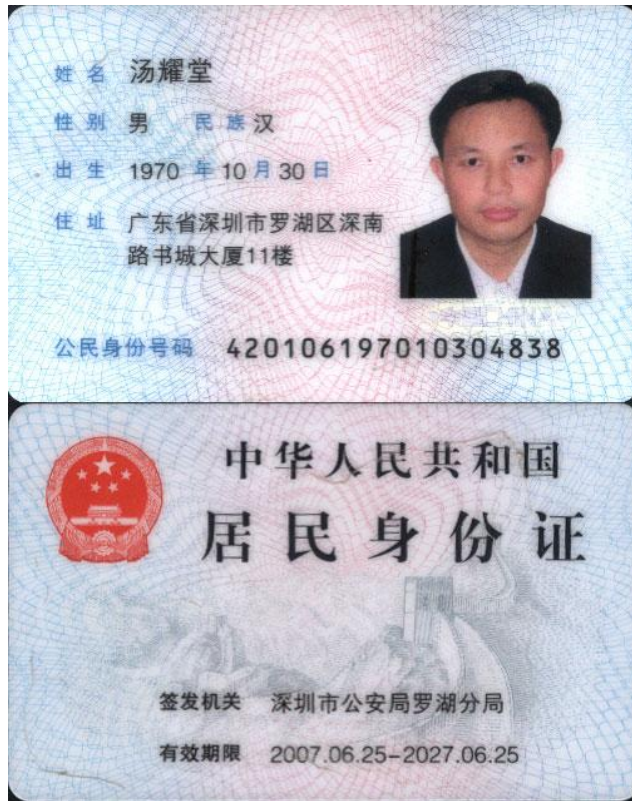 姓名 汤耀堂
性别 男 民族 汉
出生 1970 年 10 月 30 日
住址 广东省深圳市罗湖区深南
路书城大厦11楼
公民身份号码 420106197010304838
中华人民共和国
居民身份证
签发机关 深圳市公安局罗湖分局
有效期限 2007.06.25-2027.06.25